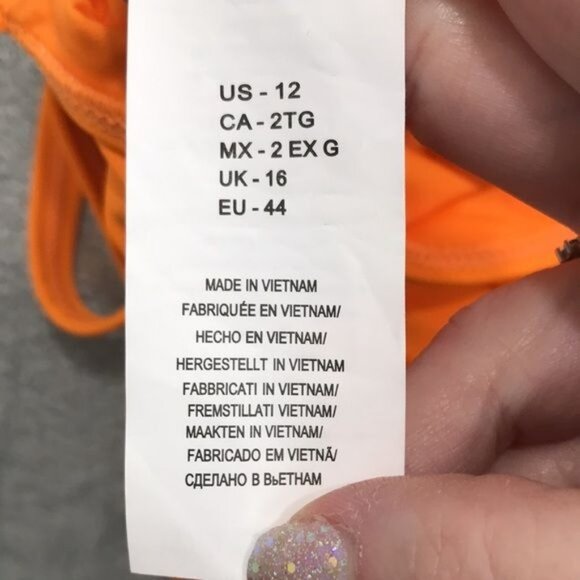 US - 12
CA - 2TG
MX - 2 EX G
UK - 16
EU - 44
MADE IN VIETNAM
FABRIQUÉE EN VIETNAM/
HECHO EN VIETNAM/
HERGESTELLT IN VIETNAM
FABBRICATI IN VIETNAM/
FREMSTILLATI VIETNAM/
MAAKTEN IN VIETNAM/
FABRICADO EM VIETNÃ/
СДЕЛАНО В ВЬЕТНАМ